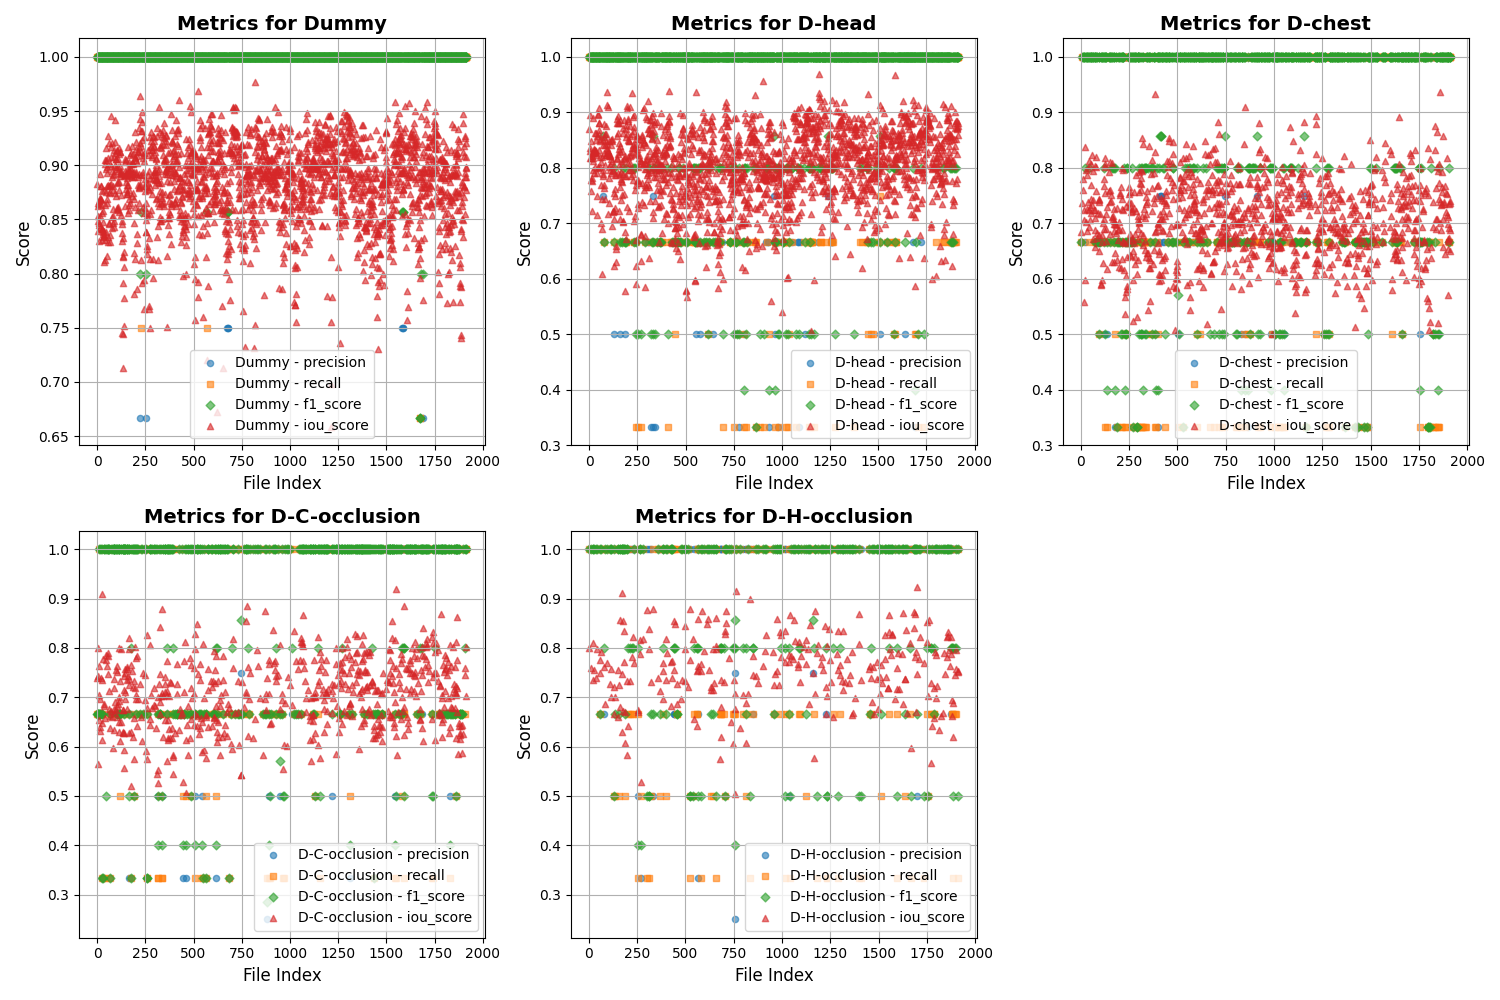 Metrics for Dummy
Score
1.00
0.95
0.90
0.85
0.80
0.75
0.70
0.65
Dummy - precision
Dummy - recall
Dummy - f1_score
Dummy - iou_score
0 250 500 750 1000 1250 1500 1750 2000
File Index
Metrics for D-head
Score
1.0
0.9
0.8
0.7
0.6
0.5
0.4
0.3
D-head - precision
D-head - recall
D-head - f1_score
D-head - iou_score
0 250 500 750 1000 1250 1500 1750 2000
File Index
Metrics for D-chest
Score
1.0
0.9
0.8
0.7
0.6
0.5
0.4
0.3
D-chest - precision
D-chest - recall
D-chest - f1_score
D-chest - iou_score
0 250 500 750 1000 1250 1500 1750 2000
File Index
Metrics for D-C-occlusion
Score
1.0
0.9
0.8
0.7
0.6
0.5
0.4
0.3
D-C-occlusion - precision
D-C-occlusion - recall
D-C-occlusion - f1_score
D-C-occlusion - iou_score
0 250 500 750 1000 1250 1500 1750 2000
File Index
Metrics for D-H-occlusion
Score
1.0
0.9
0.8
0.7
0.6
0.5
0.4
0.3
D-H-occlusion - precision
D-H-occlusion - recall
D-H-occlusion - f1_score
D-H-occlusion - iou_score
0 250 500 750 1000 1250 1500 1750 2000
File Index